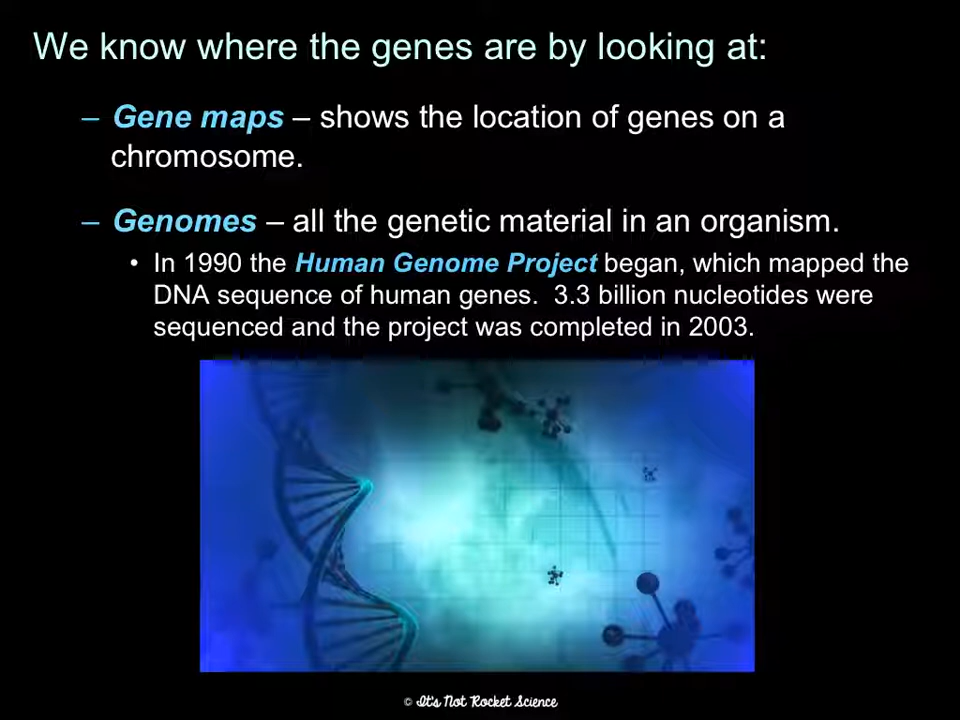 We know where the genes are by looking at:
– Gene maps – shows the location of genes on a
chromosome.
– Genomes – all the genetic material in an organism.
• In 1990 the Human Genome Project began, which mapped the
DNA sequence of human genes.  3.3 billion nucleotides were
sequenced and the project was completed in 2003.
© It's Not Rocket Science